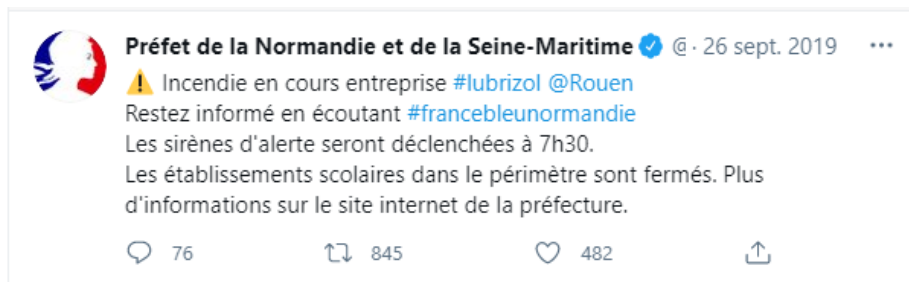 Préfet de la Normandie et de la Seine-Maritime @ · 26 sept. 2019 ···
⚠ Incendie en cours entreprise #lubrizol @Rouen
Restez informé en écoutant #francebleunormandie
Les sirènes d'alerte seront déclenchées à 7h30.
Les établissements scolaires dans le périmètre sont fermés. Plus
d'informations sur le site internet de la préfecture.
76 845 482